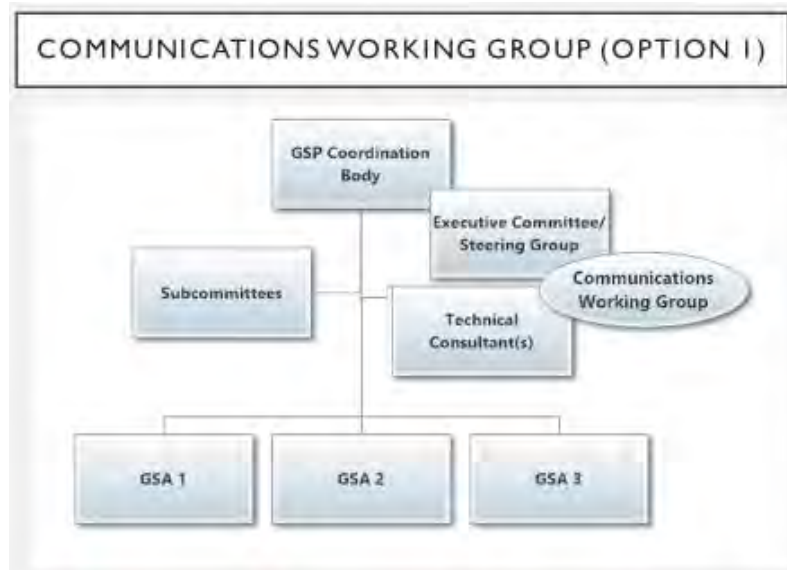 COMMUNICATIONS WORKING GROUP (OPTION 1)
GSP Coordination
Body
Executive Committee/
Steering Group
Communications
Working Group
Subcommittees
Technical
Consultant(s)
GSA 1
GSA 2
GSA 3